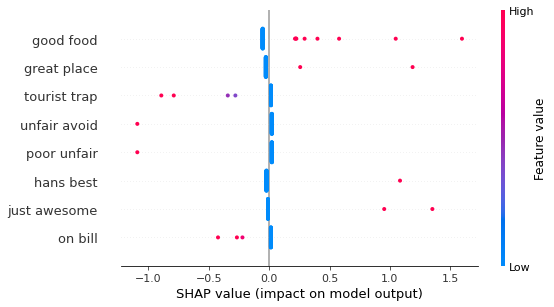 High
good food
great place
tourist trap
unfair avoid
poor unfair
hans best
just awesome
on bill
Feature value
Low
−1.0 −0.5 0.0 0.5 1.0 1.5
SHAP value (impact on model output)